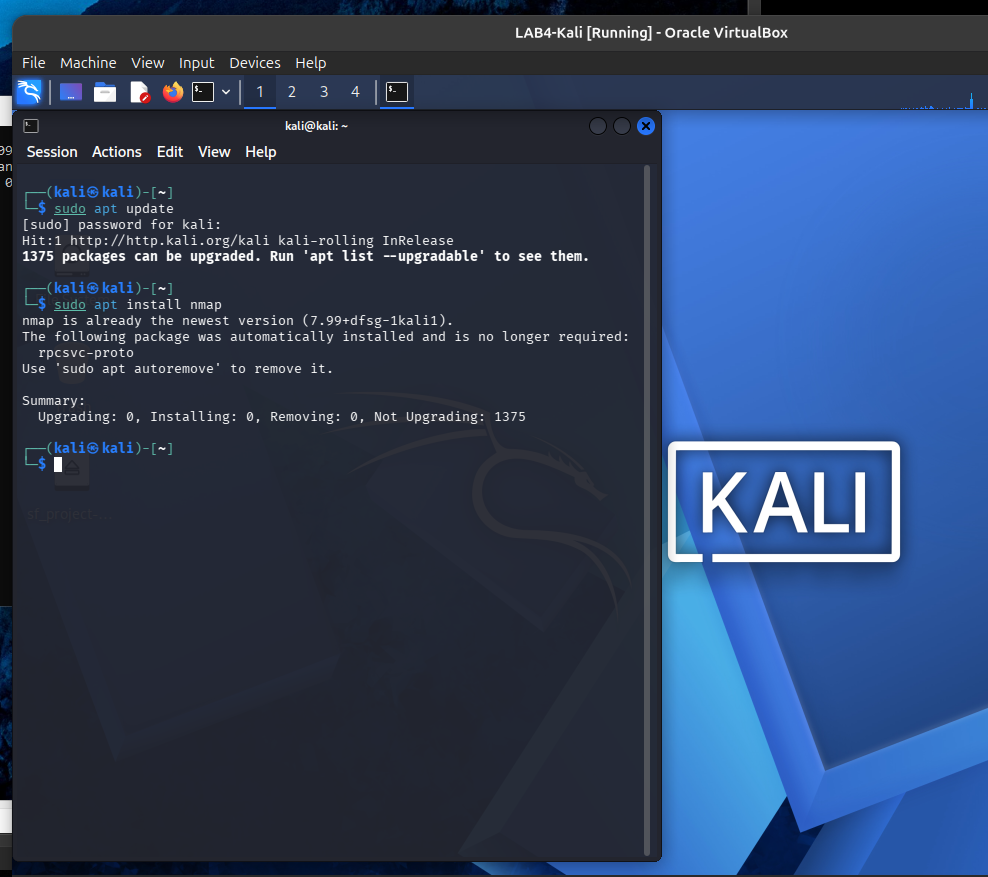 LAB4-Kali [Running] - Oracle VirtualBox
File Machine View Input Devices Help
1 2 3 4
kali@kali: ~
Session Actions Edit View Help
┌──(kali㉿kali)-[~]
└─$ sudo apt update
[sudo] password for kali:
Hit:1 http://http.kali.org/kali kali-rolling InRelease
1375 packages can be upgraded. Run 'apt list --upgradable' to see them.
┌──(kali㉿kali)-[~]
└─$ sudo apt install nmap
nmap is already the newest version (7.99+dfsg-1kali1).
The following package was automatically installed and is no longer required:
rpcsvc-proto
Use 'sudo apt autoremove' to remove it.
Summary:
Upgrading: 0, Installing: 0, Removing: 0, Not Upgrading: 1375
┌──(kali㉿kali)-[~]
└─$
sf_project-...
KALI